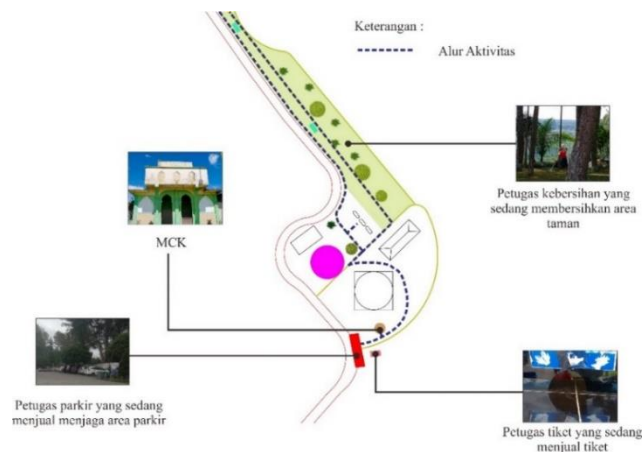 Keterangan :
Alur Aktivitas
Petugas kebersihan yang
sedang membersihkan area
taman
MCK
Petugas parkir yang sedang
menjual menjaga area parkir
Petugas tiket yang sedang
menjual tiket